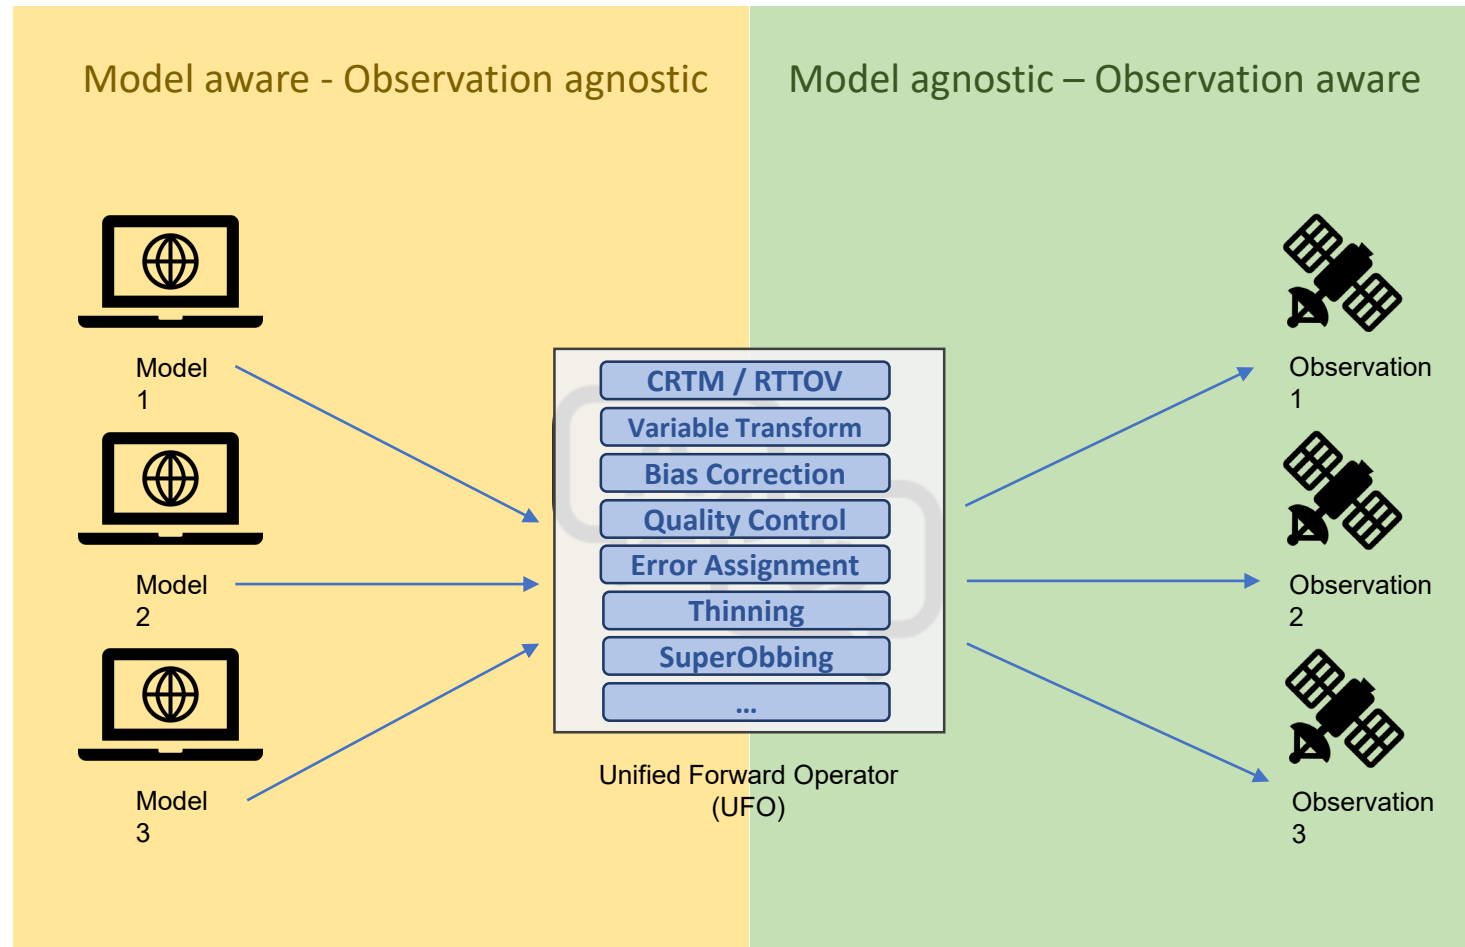 Model aware - Observation agnostic
Model agnostic – Observation aware
Model
1
Model
2
Model
3
CRTM / RTTOV
Variable Transform
Bias Correction
Quality Control
Error Assignment
Thinning
SuperObbing
...
Unified Forward Operator
(UFO)
Observation
1
Observation
2
Observation
3